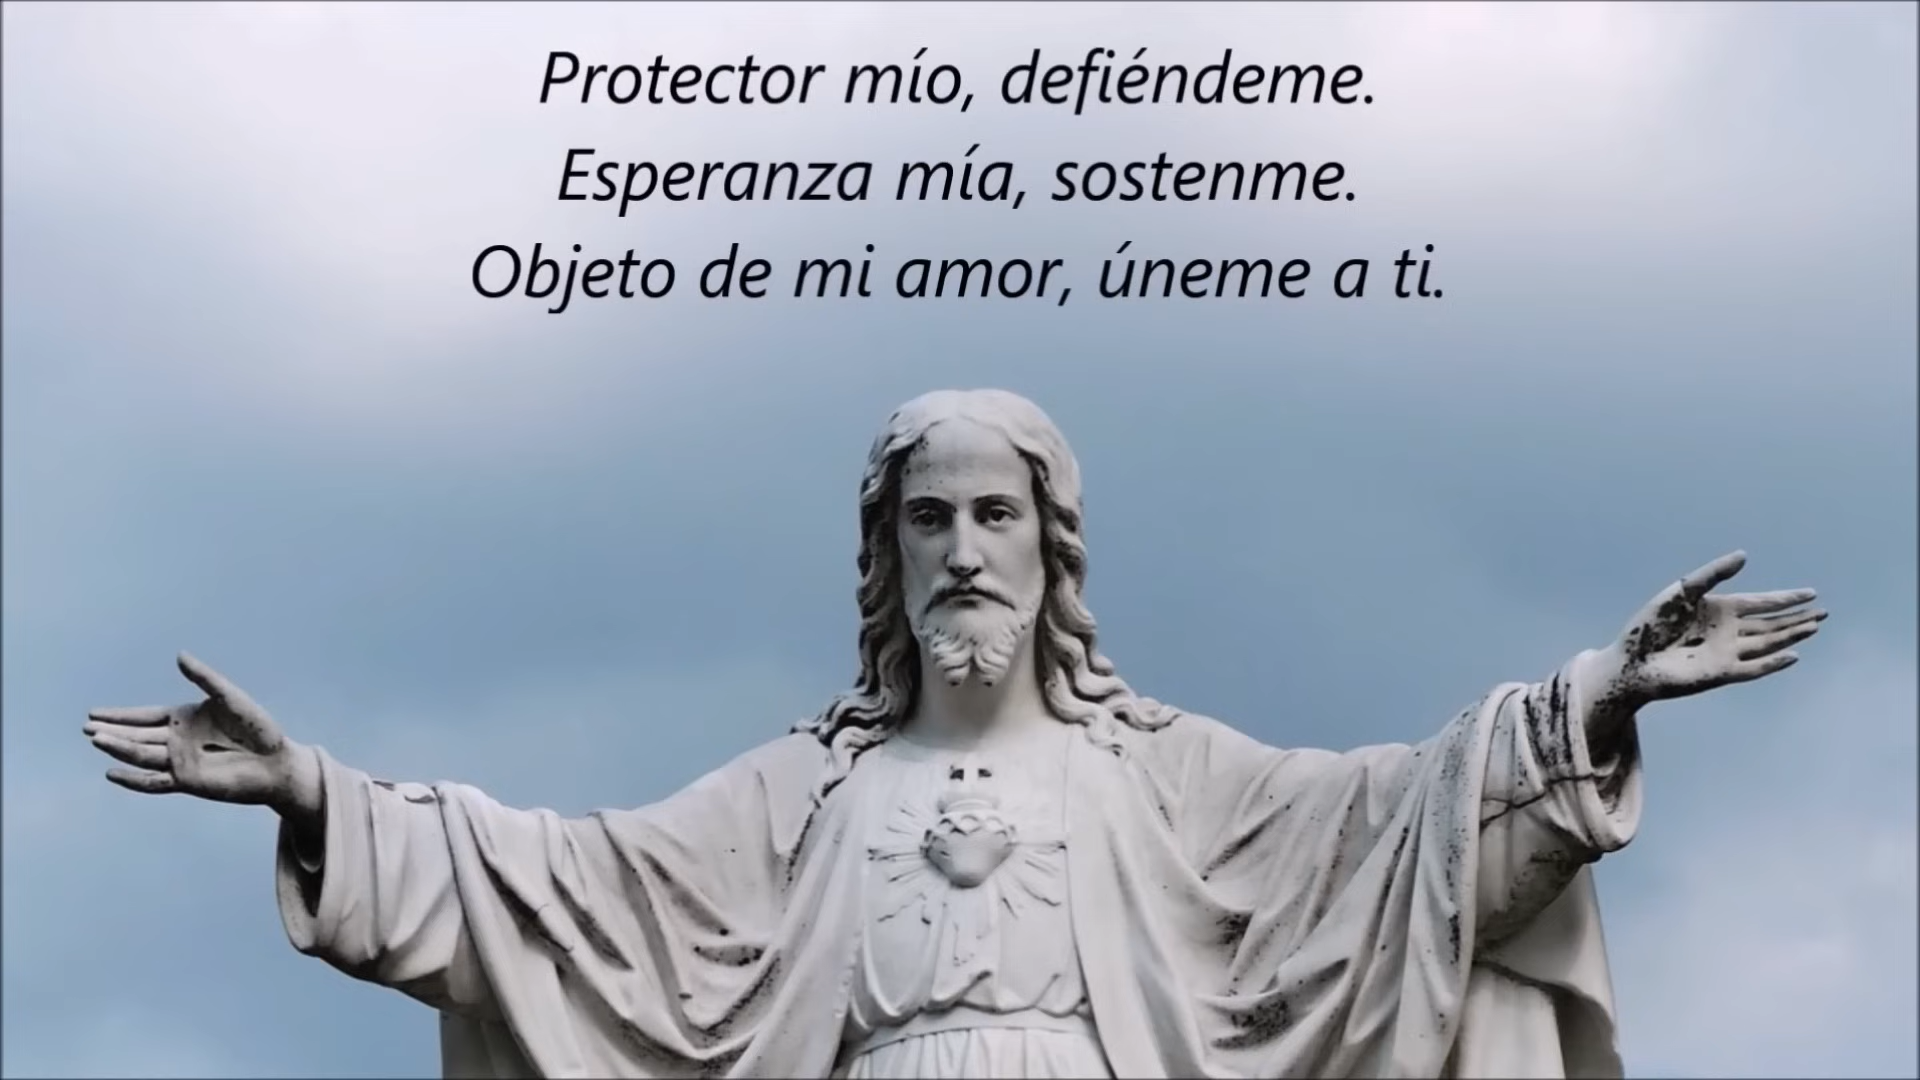 Protector mío, defiéndeme.
Esperanza mía, sostenme.
Objeto de mi amor, úneme a ti.